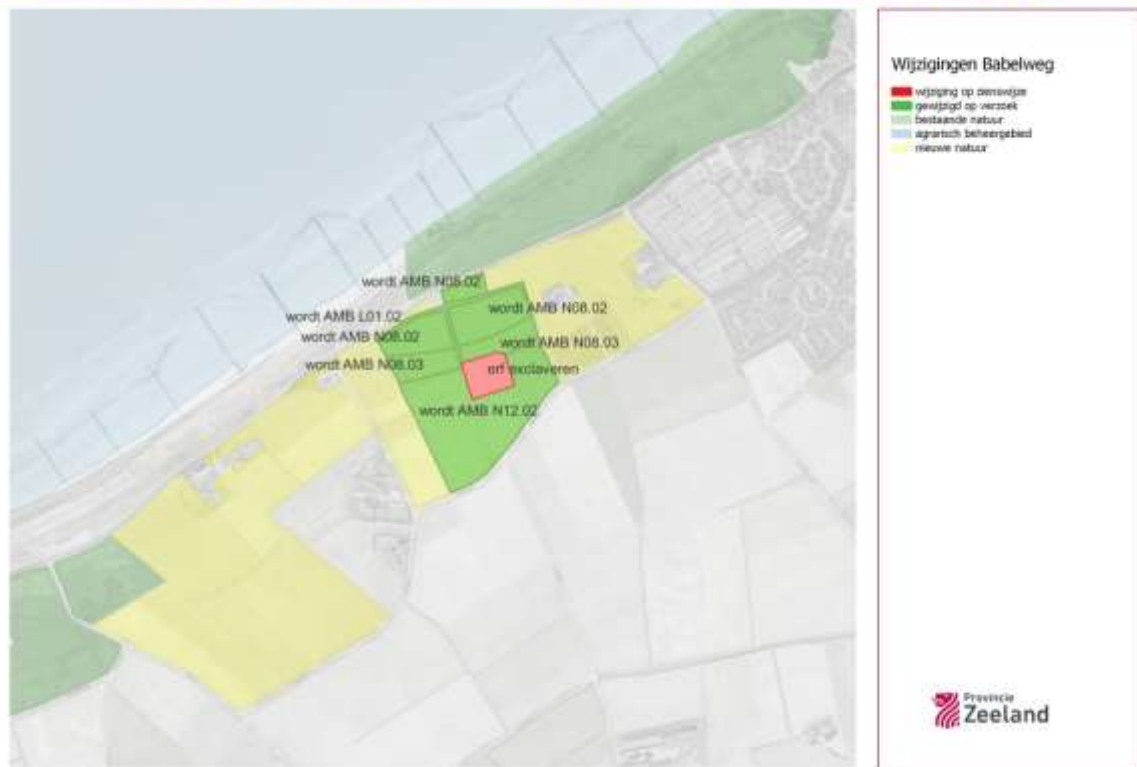 Wijzigingen Babelweg
wijziging op zienswijze
gewijzigd op verzoek
bestaande natuur
agrarisch beheergebied
nieuwe natuur
wordt AMB N08.02
wordt AMB N08.02
wordt AMB L01.02
wordt AMB N08.02
wordt AMB N08.03
wordt AMB N08.03
erf exclaveren
wordt AMB N12.02
Provincie
Zeeland